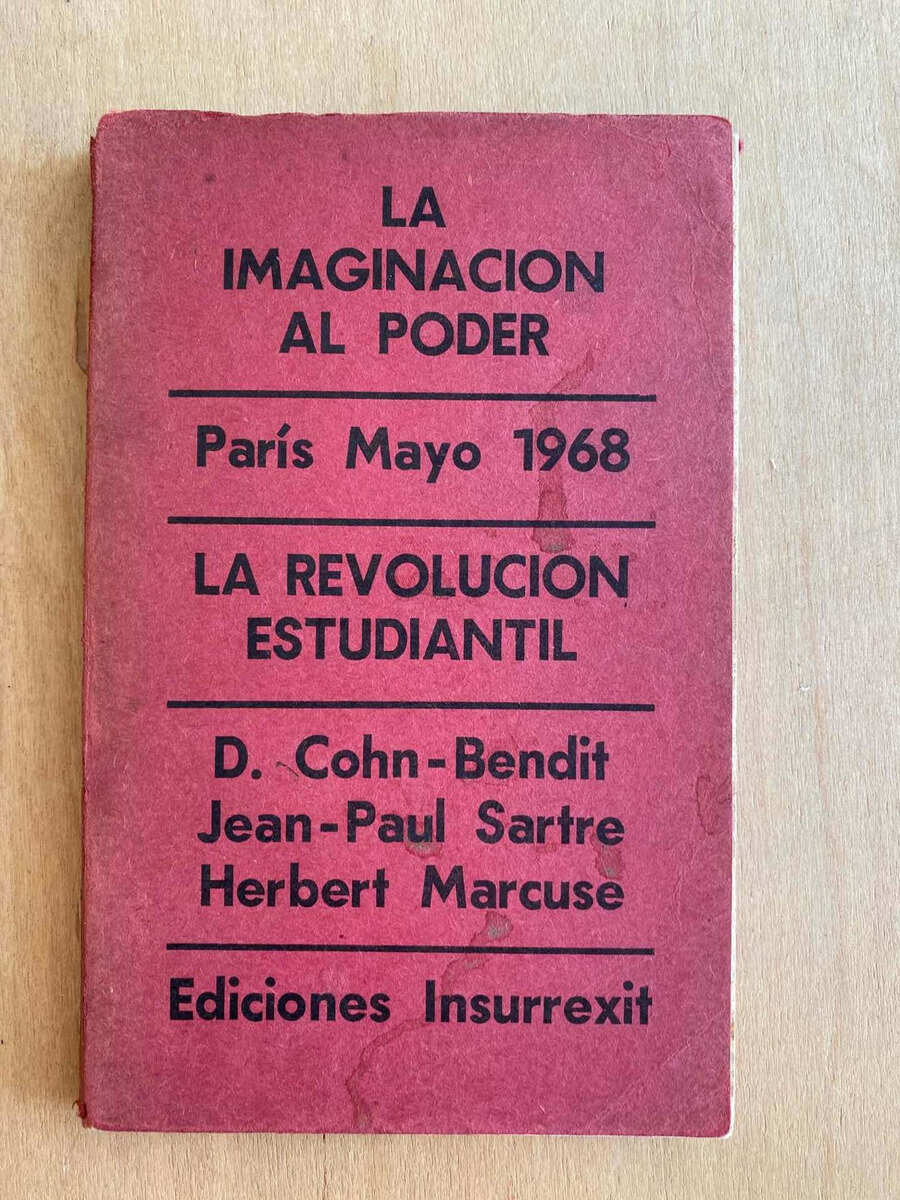 LA
IMAGINACION
AL PODER
París Mayo 1968
LA REVOLUCION
ESTUDIANTIL
D. Cohn-Bendit
Jean-Paul Sartre
Herbert Marcuse
Ediciones Insurrexit